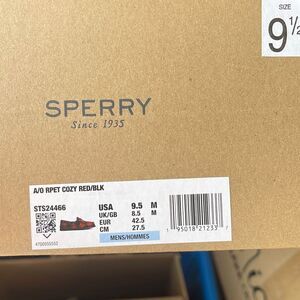 SIZE
9 1/2
SPERRY
Since 1935
A/O RPET COZY RED/BLK
STS24466
USA 9.5 M
UK/GB 8.5 M
EUR 42.5
CM 27.5
MENS/HOMMES